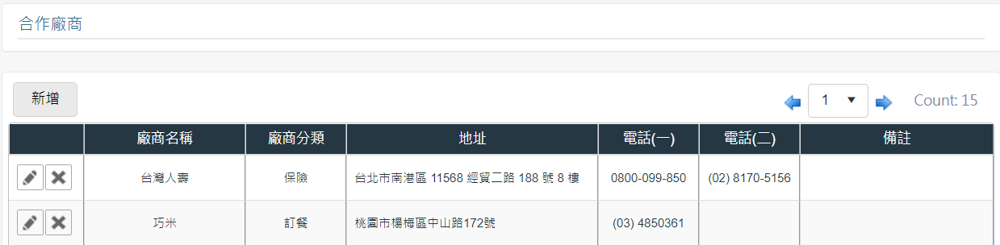 合作廠商
新增
1
Count: 15
廠商名稱 廠商分類 地址 電話(一) 電話(二) 備註
台灣人壽 保險 台北市南港區 11568 經貿二路 188 號 8 樓 0800-099-850 (02) 8170-5156
巧米 訂餐 桃園市楊梅區中山路172號 (03) 4850361